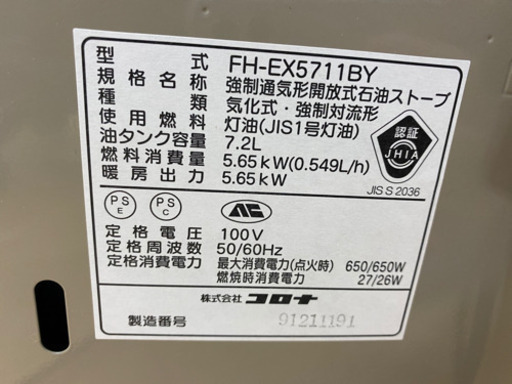 型式 FH-EX5711BY
規格名称 強制通気形開放式石油ストーブ
種類 気化式・強制対流形
使用燃料 灯油(JIS1号灯油)
油タンク容量 7.2L
燃料消費量 5.65kW(0.549L/h)
暖房出力 5.65kW
認証
JHIA
JIS S 2036
PS E
PS C
定格電圧 100V
定格周波数 50/60Hz
定格消費電力 最大消費電力(点火時) 650/650W
燃焼時消費電力 27/26W
株式会社 コロナ
製造番号 91211191